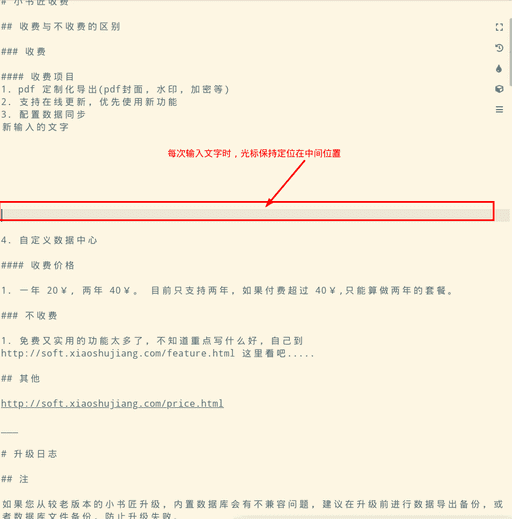 # 小书匠收费
## 收费与不收费的区别
### 收费
#### 收费项目
1. pdf 定制化导出(pdf封面，水印，加密等)
2. 支持在线更新，优先使用新功能
3. 配置数据同步
新输入的文字
每次输入文字时，光标保持定位在中间位置
4. 自定义数据中心
#### 收费价格
1. 一年 20￥，两年 40￥。 目前只支持两年，如果付费超过 40￥,只能算做两年的套餐。
### 不收费
1. 免费又实用的功能太多了，不知道重点写什么好，自己到
http://soft.xiaoshujiang.com/feature.html 这里看吧.....
## 其他
http://soft.xiaoshujiang.com/price.html
___
# 升级日志
## 注
如果您从较老版本的小书匠升级，内置数据库会有不兼容问题，建议在升级前进行数据导出备份，或
者数据库文件备份，防止升级失败。